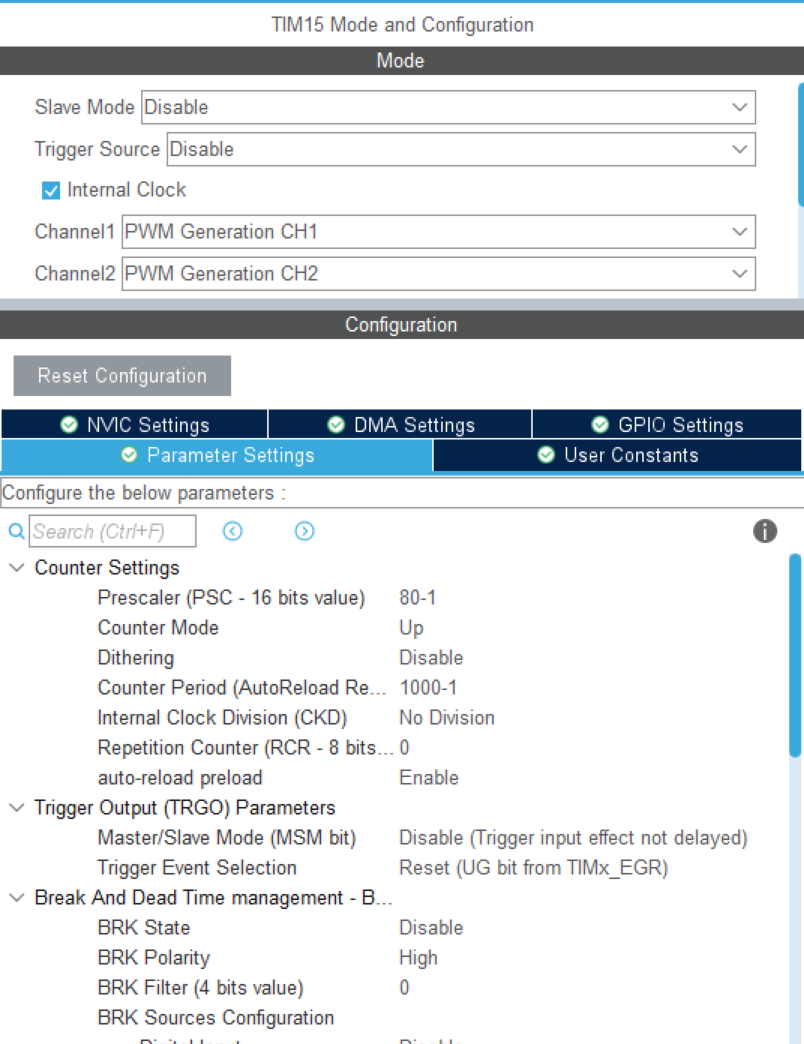 TIM15 Mode and Configuration
Mode
Slave Mode Disable
Trigger Source Disable
Internal Clock
Channel1 PWM Generation CH1
Channel2 PWM Generation CH2
Configuration
Reset Configuration
NVIC Settings DMA Settings GPIO Settings
Parameter Settings User Constants
Configure the below parameters :
Search (Ctrl+F)
Counter Settings
Prescaler (PSC - 16 bits value) 80-1
Counter Mode Up
Dithering Disable
Counter Period (AutoReload Re... 1000-1
Internal Clock Division (CKD) No Division
Repetition Counter (RCR - 8 bits... 0
auto-reload preload Enable
Trigger Output (TRGO) Parameters
Master/Slave Mode (MSM bit) Disable (Trigger input effect not delayed)
Trigger Event Selection Reset (UG bit from TIMx_EGR)
Break And Dead Time management - B...
BRK State Disable
BRK Polarity High
BRK Filter (4 bits value) 0
BRK Sources Configuration